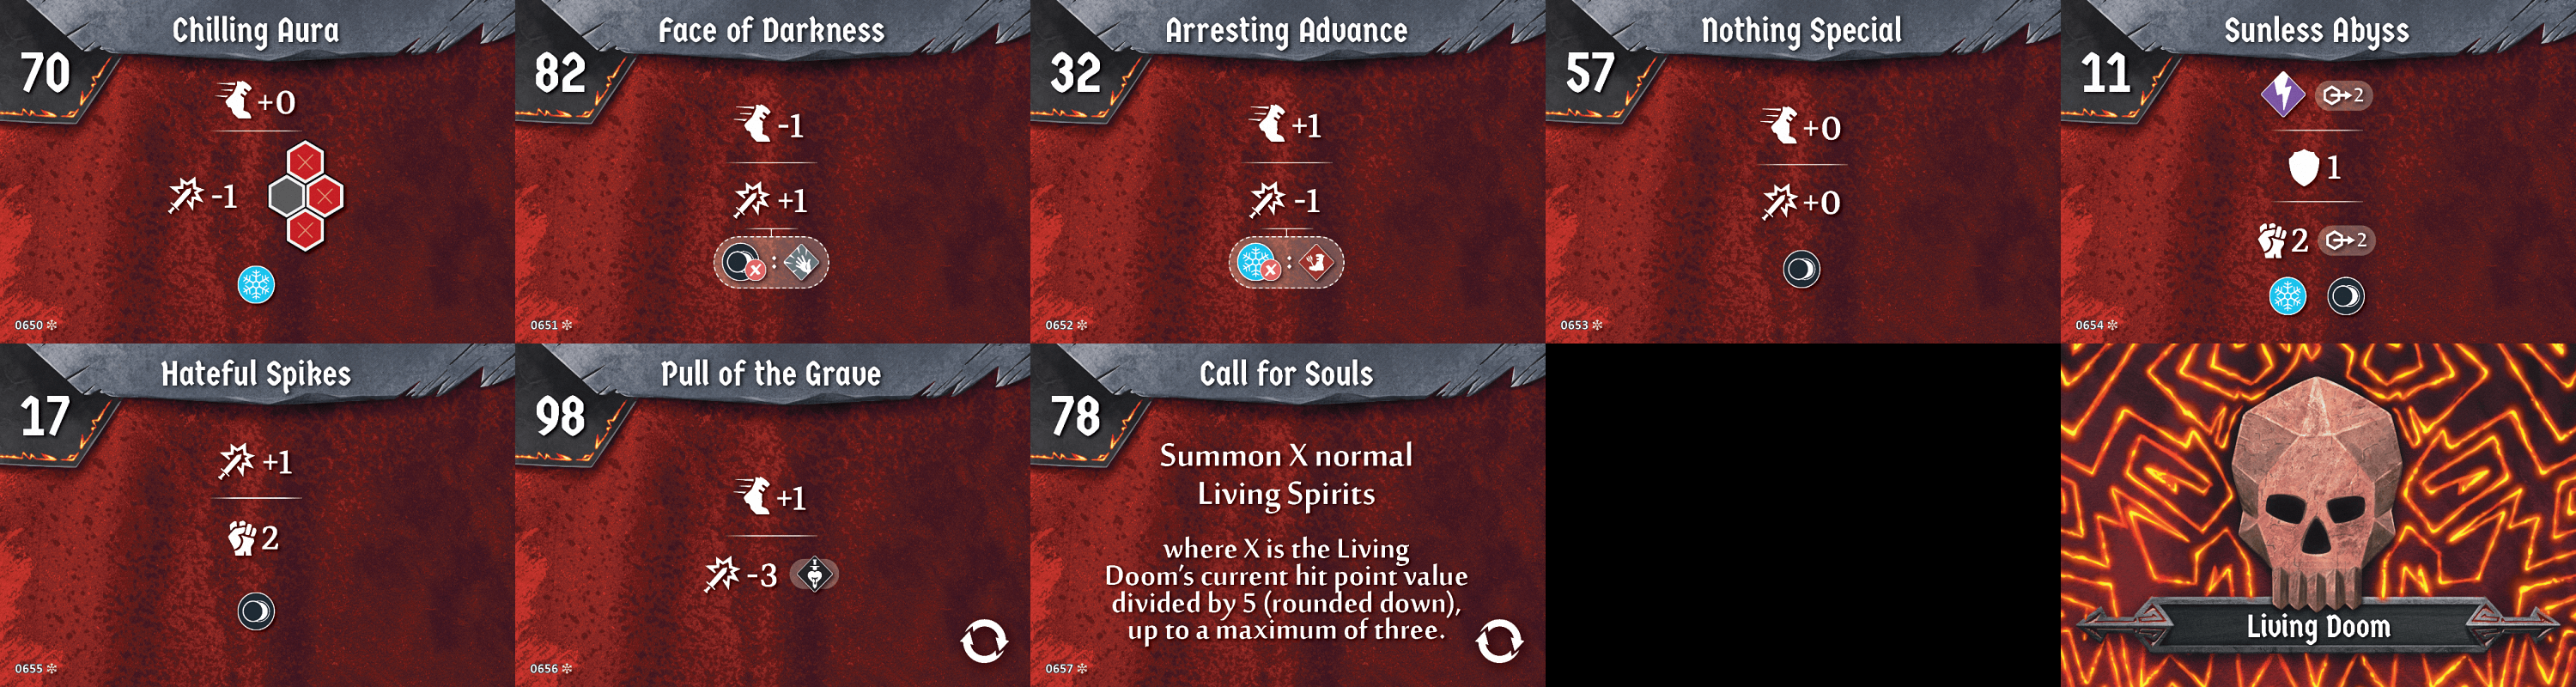 Chilling Aura
70
+0
-1
0650
Face of Darkness
82
-1
+1
:
0651
Arresting Advance
32
+1
-1
:
0652
Nothing Special
57
+0
+0
0653
Sunless Abyss
11
2
1
2 2
0654
Hateful Spikes
17
+1
2
0655
Pull of the Grave
98
+1
-3
0656
Call for Souls
78
Summon X normal
Living Spirits
where X is the Living
Doom's current hit point value
divided by 5 (rounded down),
up to a maximum of three.
0657
Living Doom